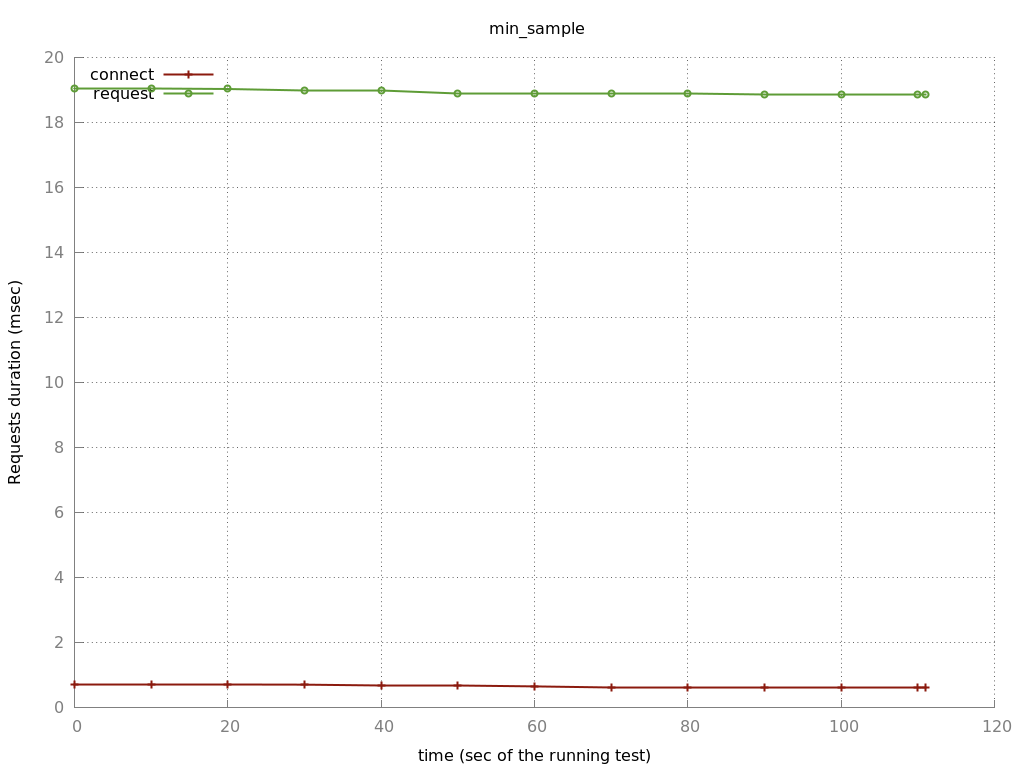 min_sample
connect
request
20
18
16
14
12
10
8
6
4
2
0
Requests duration (msec)
0 20 40 60 80 100 120
time (sec of the running test)